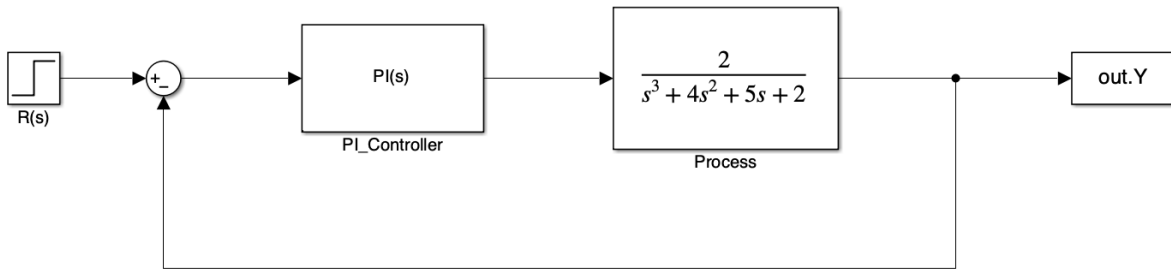 R(s)
+
−
PI(s)
PI_Controller
2
s³ + 4s² + 5s + 2
Process
out.Y